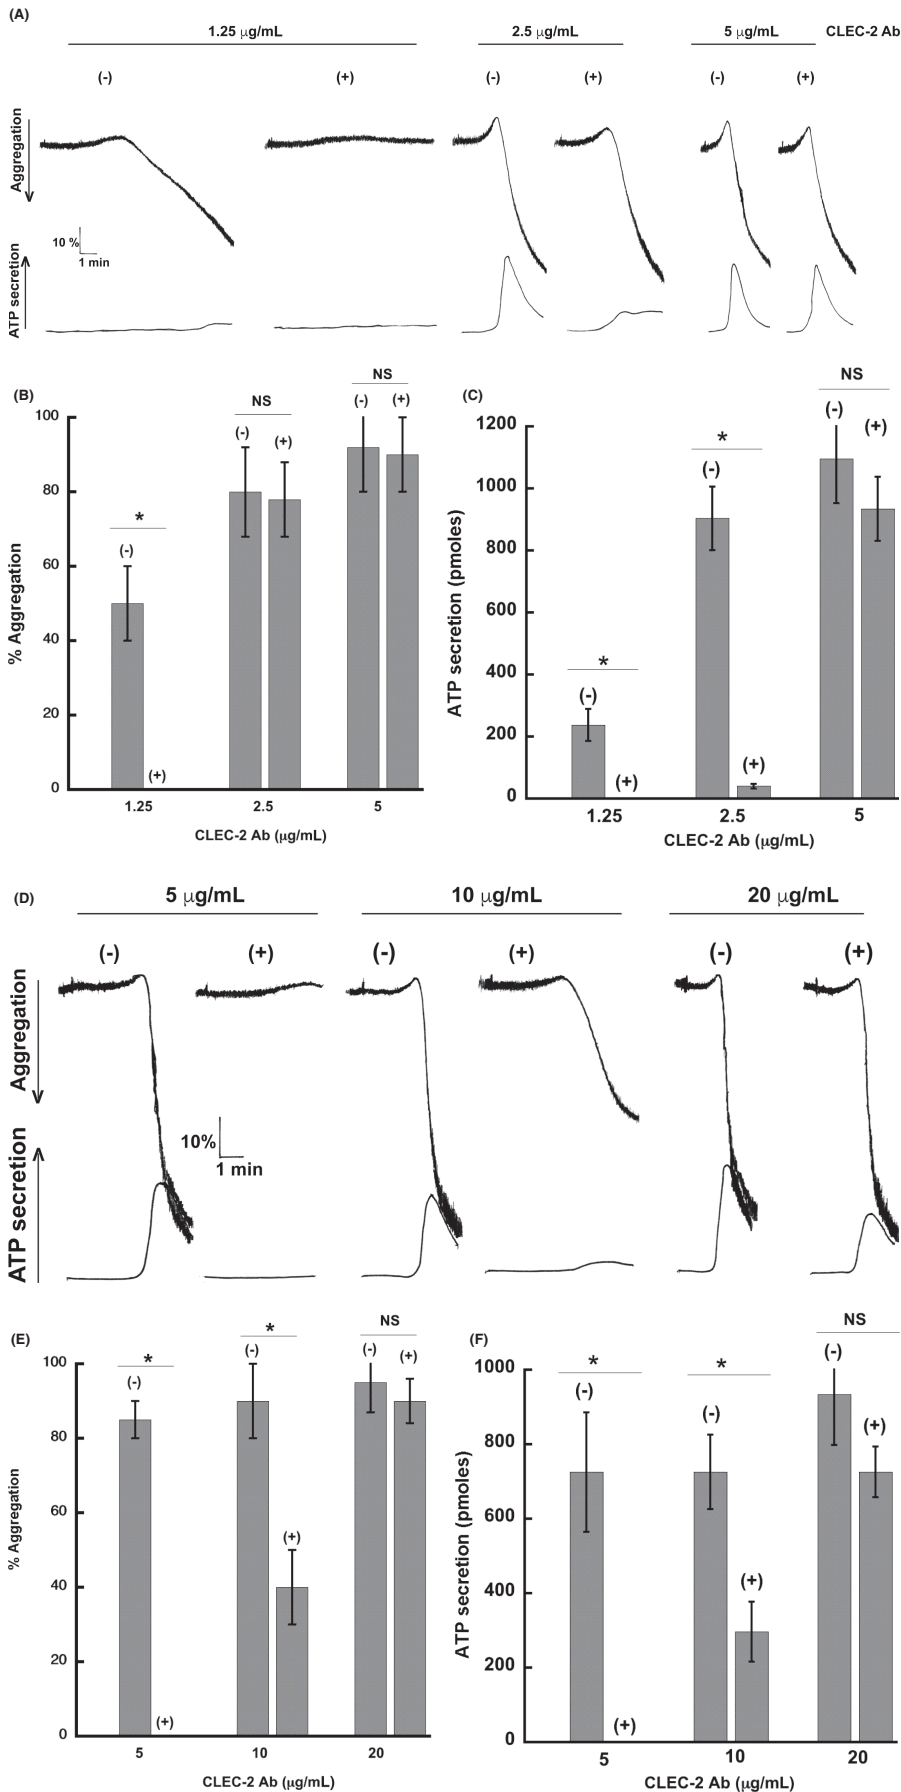 (A)
1.25 μg/mL 2.5 μg/mL 5 μg/mL CLEC-2 Ab
(-) (+) (-) (+) (-) (+)
Aggregation
10 %
1 min
ATP secretion
(B)
NS
NS
(-) (+)
(-) (+)
*
(-)
(+)
% Aggregation
100
80
60
40
20
0
1.25 2.5 5
CLEC-2 Ab (μg/mL)
(C)
NS
(-) (+)
*
(-)
(+)
*
(-)
(+)
ATP secretion (pmoles)
1200
1000
800
600
400
200
0
1.25 2.5 5
CLEC-2 Ab (μg/mL)
(D)
5 μg/mL 10 μg/mL 20 μg/mL
(-) (+) (-) (+) (-) (+)
Aggregation
10%
1 min
ATP secretion
(E)
* * NS
(-) (-) (-) (+)
(+)
(+)
% Aggregation
100
80
60
40
20
0
5 10 20
CLEC-2 Ab (μg/mL)
(F)
* * NS
(-) (-) (-) (+)
(+)
(+)
ATP secretion (pmoles)
1000
800
600
400
200
0
5 10 20
CLEC-2 Ab (μg/mL)